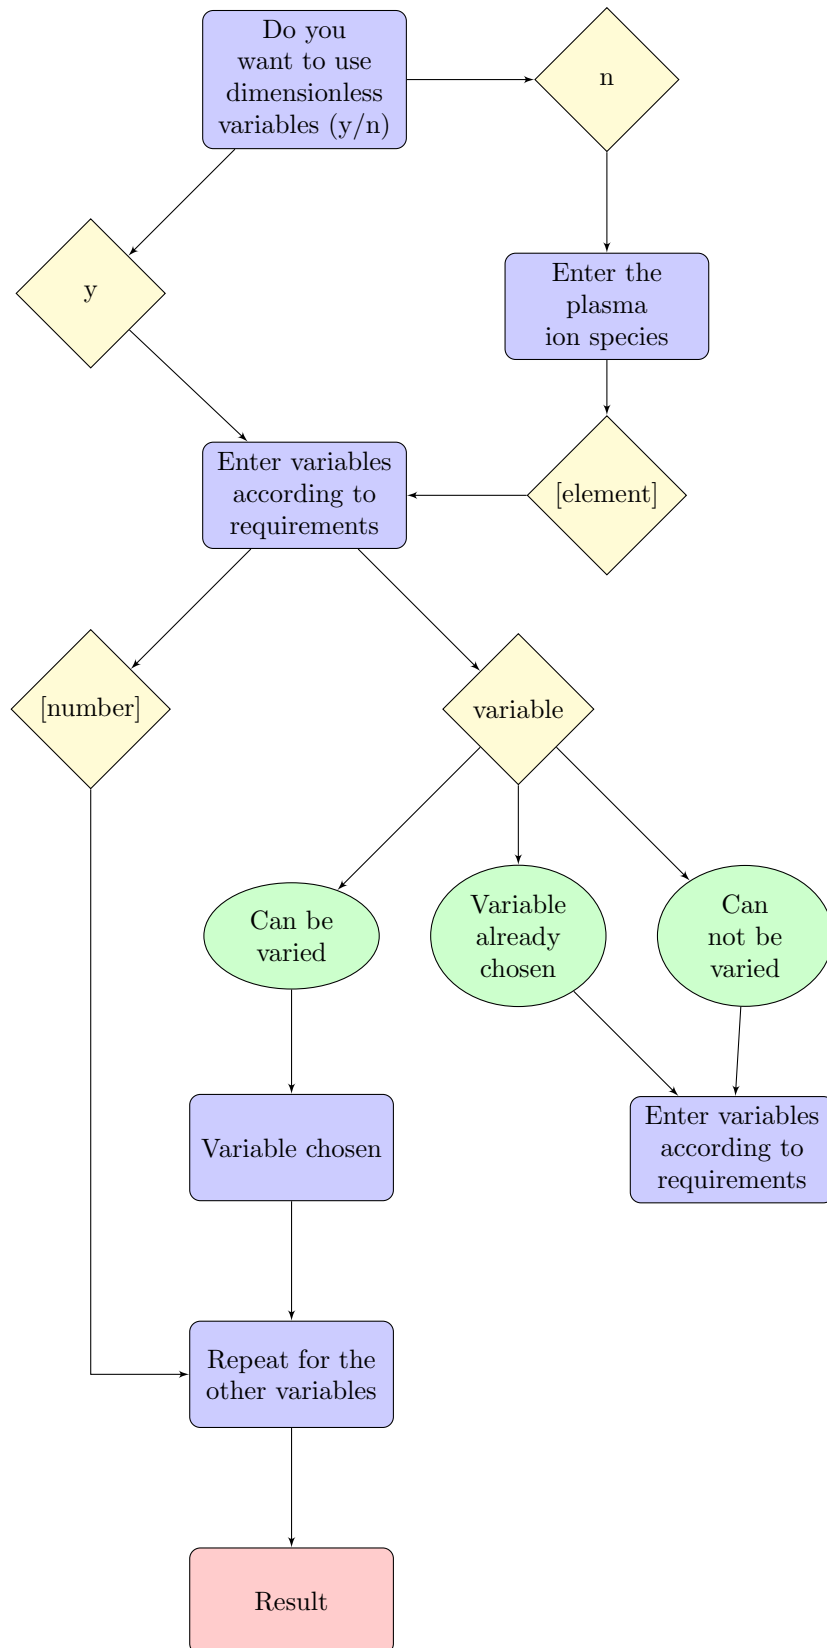 Do you
want to use
dimensionless
variables (y/n)
n
y
Enter the
plasma
ion species
Enter variables
according to
requirements
[element]
[number]
variable
Can be
varied
Variable
already
chosen
Can
not be
varied
Variable chosen
Enter variables
according to
requirements
Repeat for the
other variables
Result